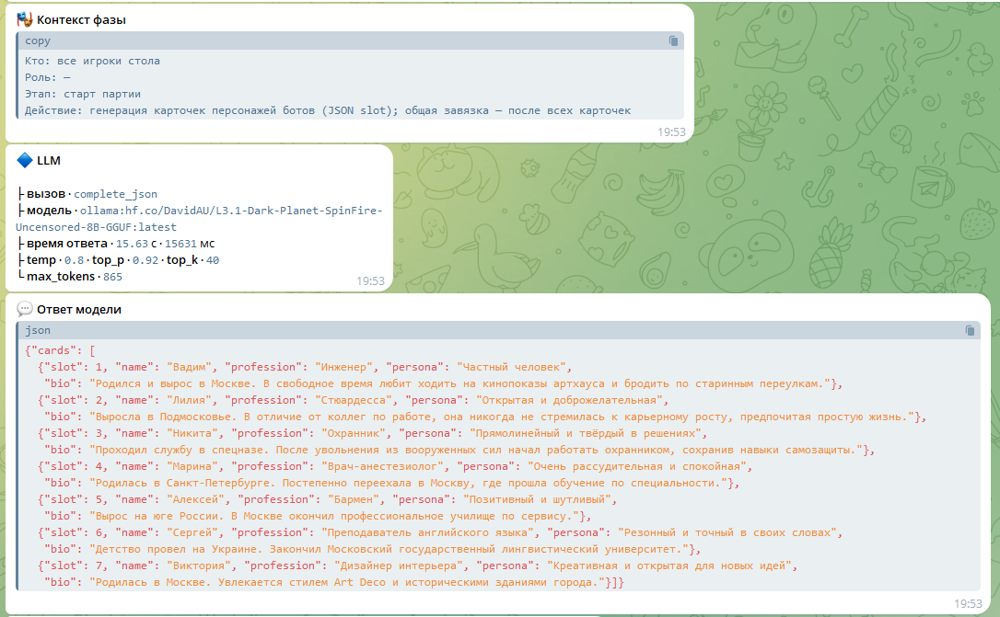 🎭 Контекст фазы
copy
Кто: все игроки стола
Роль: —
Этап: старт партии
Действие: генерация карточек персонажей ботов (JSON slot); общая завязка — после всех карточек
19:53
🔷 LLM
├ вызов · complete_json
├ модель · ollama:hf.co/DavidAU/L3.1-Dark-Planet-SpinFire-
Uncensored-8B-GGUF:latest
├ время ответа · 15.63 с · 15631 мс
├ temp · 0.8 · top_p · 0.92 · top_k · 40
└ max_tokens · 865
19:53
💬 Ответ модели
json
{"cards": [
{"slot": 1, "name": "Вадим", "profession": "Инженер", "persona": "Частный человек",
"bio": "Родился и вырос в Москве. В свободное время любит ходить на кинопоказы артхауса и бродить по старинным переулкам."},
{"slot": 2, "name": "Лилия", "profession": "Стюардесса", "persona": "Открытая и доброжелательная",
"bio": "Выросла в Подмосковье. В отличие от коллег по работе, она никогда не стремилась к карьерному росту, предпочитая простую жизнь."},
{"slot": 3, "name": "Никита", "profession": "Охранник", "persona": "Прямолинейный и твёрдый в решениях",
"bio": "Проходил службу в спецназе. После увольнения из вооруженных сил начал работать охранником, сохранив навыки самозащиты."},
{"slot": 4, "name": "Марина", "profession": "Врач-анестезиолог", "persona": "Очень рассудительная и спокойная",
"bio": "Родилась в Санкт-Петербурге. Постепенно переехала в Москву, где прошла обучение по специальности."},
{"slot": 5, "name": "Алексей", "profession": "Бармен", "persona": "Позитивный и шутливый",
"bio": "Вырос на юге России. В Москве окончил профессиональное училище по сервису."},
{"slot": 6, "name": "Сергей", "profession": "Преподаватель английского языка", "persona": "Резонный и точный в своих словах",
"bio": "Детство провел на Украине. Закончил Московский государственный лингвистический университет."},
{"slot": 7, "name": "Виктория", "profession": "Дизайнер интерьера", "persona": "Креативная и открытая для новых идей",
"bio": "Родилась в Москве. Увлекается стилем Art Deco и историческими зданиями города."}]}
19:53